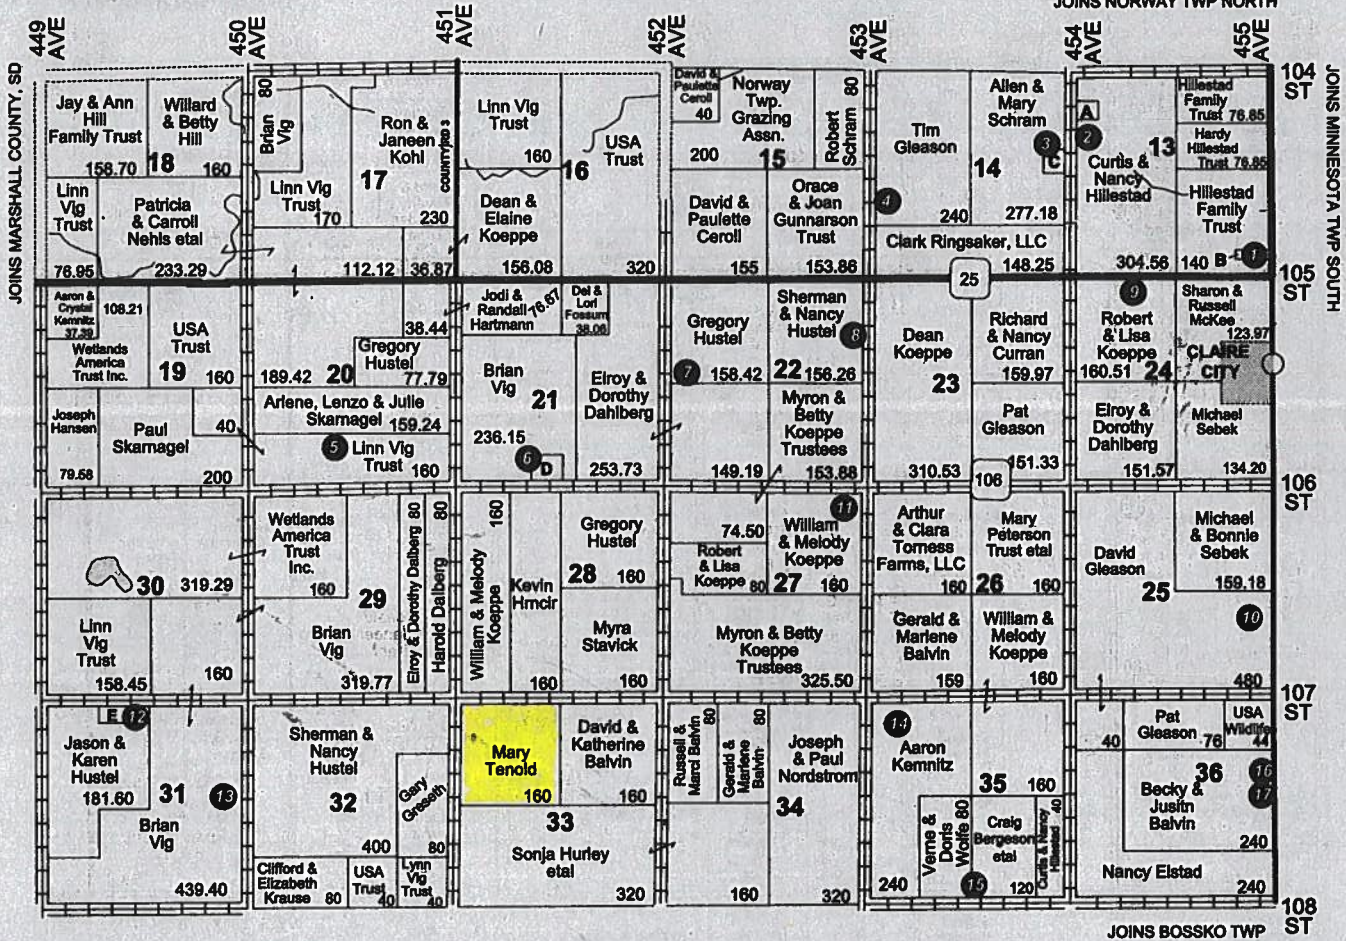 JOINS NORWAY TWP NORTH
449
AVE
450
AVE
451
AVE
452
AVE
453
AVE
454
AVE
455
AVE
104
ST
JOINS MARSHALL COUNTY, SD
JOINS MINNESOTA TWP SOUTH
Jay & Ann
Hill
Family Trust
158.70
Willard
& Betty
Hill
18
160
Linn
Vig
Trust
76.95
Patricia
& Carroll
Nehls etal
233.29
Brian
Vig
80
Ron &
Janeen
Kohl
COUNTY RD 3
17
Linn Vig
Trust
170
230
112.12
36.87
Linn Vig
Trust
160
16
USA
Trust
Dean &
Elaine
Koeppe
156.08
320
David &
Paulette
Ceroll
40
Norway
Twp.
Grazing
Assn.
200
15
Robert
Schram
80
David &
Paulette
Ceroll
155
Orace
& Joan
Gunnarson
Trust
153.86
Tim
Gleason
4
240
Allen &
Mary
Schram
3
C
14
277.18
Clark Ringsaker, LLC
148.25
25
A
2
13
Curtis &
Nancy
Hillestad
304.56
Hillestad
Family
Trust 76.85
Hardy
Hillestad
Trust 76.85
Hillestad
Family
Trust
140
B
1
105
ST
Aaron &
Crystal
Kemnitz
37.39
108.21
Wetlands
America
Trust Inc.
USA
Trust
19
160
Joseph
Hansen
79.58
Paul
Skarnagel
40
200
38.44
189.42
20
Gregory
Hustel
77.79
Arlene, Lenzo & Julie
Skarnagel 159.24
5
Linn Vig
Trust
160
Jodi &
Randall
Hartmann
76.87
Del &
Lori
Fossum
38.06
Brian
Vig
21
236.15
6
D
Elroy &
Dorothy
Dahlberg
253.73
Gregory
Hustel
7
158.42
Sherman
& Nancy
Hustel
8
22
156.26
149.19
Myron &
Betty
Koeppe
Trustees
153.88
Dean
Koeppe
23
310.53
Richard
& Nancy
Curran
159.97
Pat
Gleason
151.33
106
9
Robert
& Lisa
Koeppe
160.51
24
Sharon &
Russell
McKee
123.97
CLAIRE
CITY
Elroy &
Dorothy
Dahlberg
151.57
Michael
Sebek
134.20
106
ST
30
319.29
Linn
Vig
Trust
158.45
160
Wetlands
America
Trust
Inc.
160
29
Brian
Vig
319.77
Elroy & Dorothy Dalberg 80
Harold Dalberg
80
William & Melody
Koeppe
160
Kevin
Hrncir
160
Gregory
Hustel
28
160
Myra
Stavick
160
74.50
Robert
& Lisa
Koeppe
80
11
William
& Melody
Koeppe
27
160
Myron & Betty
Koeppe
Trustees
325.50
Arthur
& Clara
Torness
Farms, LLC
160
Mary
Peterson
Trust etal
26
160
Gerald &
Marlene
Balvin
159
William &
Melody
Koeppe
160
David
Gleason
25
Michael
& Bonnie
Sebek
159.18
10
480
107
ST
E
12
Jason &
Karen
Hustel
181.60
31
13
Brian
Vig
439.40
Sherman &
Nancy
Hustel
32
400
Gary
Greseth
80
Clifford &
Elizabeth
Krause
80
USA
Trust
40
Lynn
Vig
Trust
40
Mary
Tenold
160
David &
Katherine
Balvin
160
33
Sonja Hurley
etal
320
Russell &
Marci Balvin
80
Gerald &
Marlene
Balvin
80
Joseph
& Paul
Nordstrom
34
160
320
14
Aaron
Kemnitz
35
160
Verne &
Doris
Wolfe 80
Craig
Bergeson
etal
Curtis & Nancy
Hillestad
40
240
15
120
40
Pat
Gleason
76
USA
Wildlife
44
36
16
17
Becky &
Jusitn
Balvin
240
Nancy Elstad
240
108
ST
JOINS BOSSKO TWP